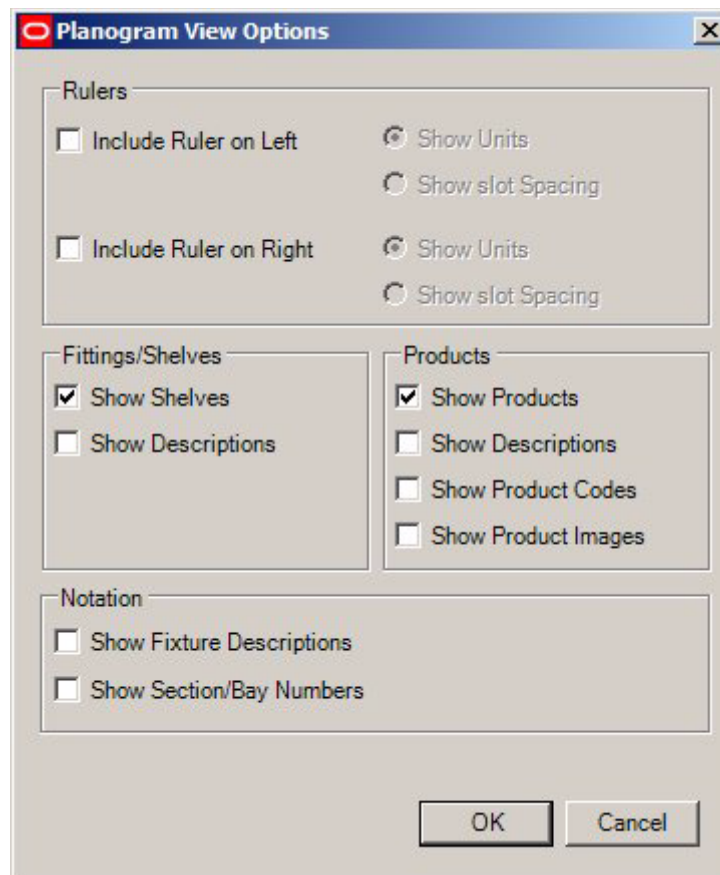 Planogram View Options
Rulers
Include Ruler on Left
Show Units
Show slot Spacing
Include Ruler on Right
Show Units
Show slot Spacing
Fittings/Shelves
Show Shelves
Show Descriptions
Products
Show Products
Show Descriptions
Show Product Codes
Show Product Images
Notation
Show Fixture Descriptions
Show Section/Bay Numbers
OK
Cancel